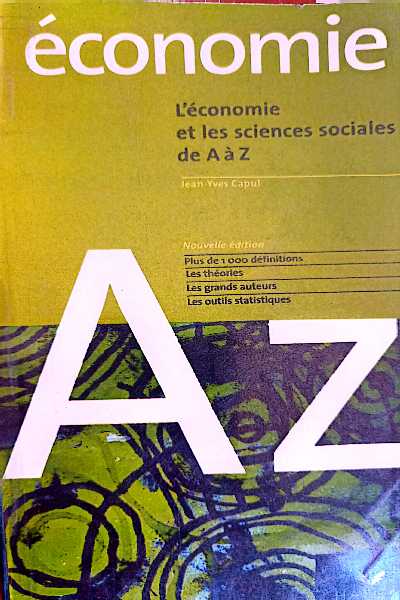 économie
L'économie
et les sciences sociales
de A à Z
Jean-Yves Capul
Nouvelle édition
Plus de 1 000 définitions
Les théories
Les grands auteurs
Les outils statistiques
A Z